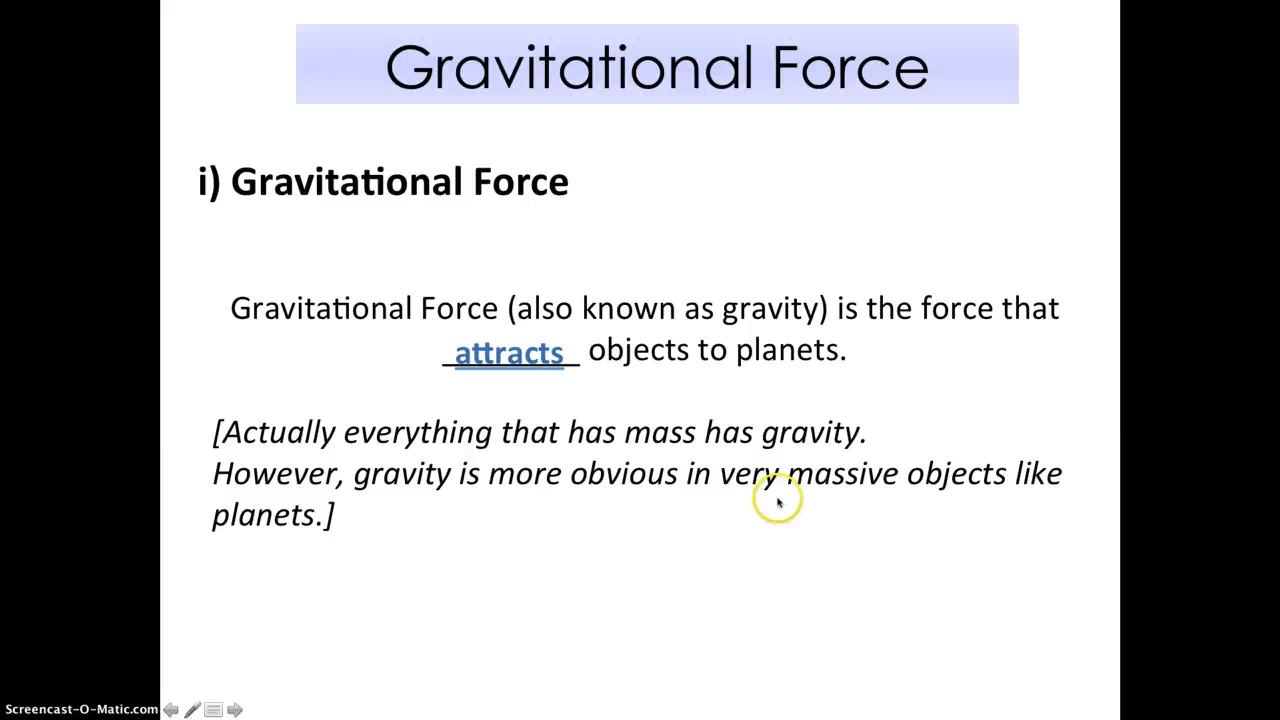 Gravitational Force
i) Gravitational Force
Gravitational Force (also known as gravity) is the force that
_attracts_ objects to planets.
[Actually everything that has mass has gravity.
However, gravity is more obvious in very massive objects like
planets.]
Screencast-O-Matic.com